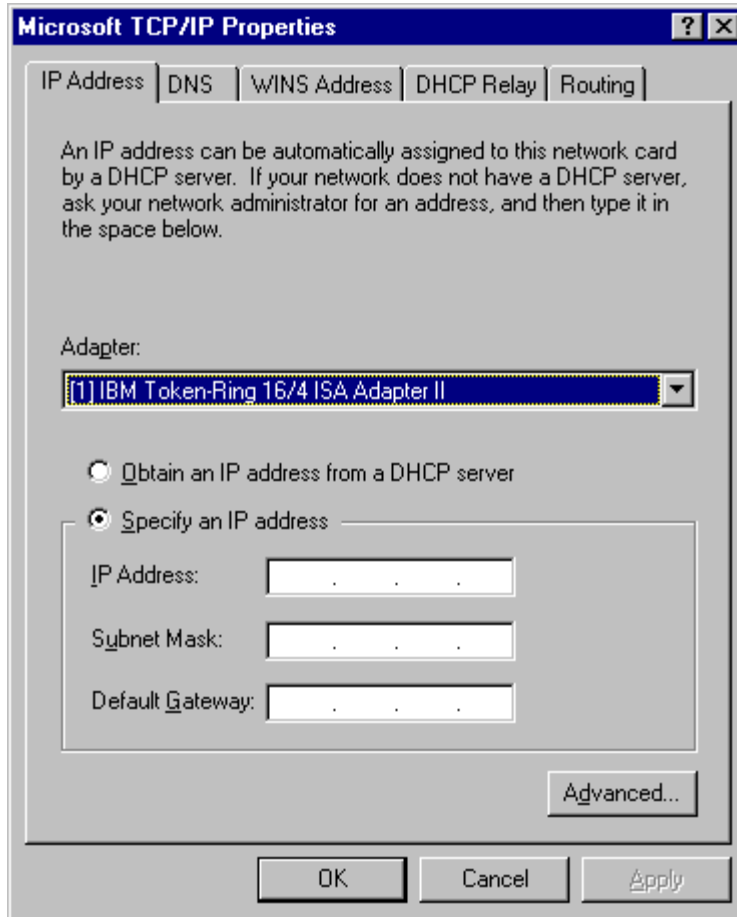 Microsoft TCP/IP Properties
IP Address DNS WINS Address DHCP Relay Routing
An IP address can be automatically assigned to this network card
by a DHCP server. If your network does not have a DHCP server,
ask your network administrator for an address, and then type it in
the space below.
Adapter:
[1] IBM Token-Ring 16/4 ISA Adapter II
Obtain an IP address from a DHCP server
Specify an IP address
IP Address: . . .
Subnet Mask: . . .
Default Gateway: . . .
Advanced...
OK Cancel Apply